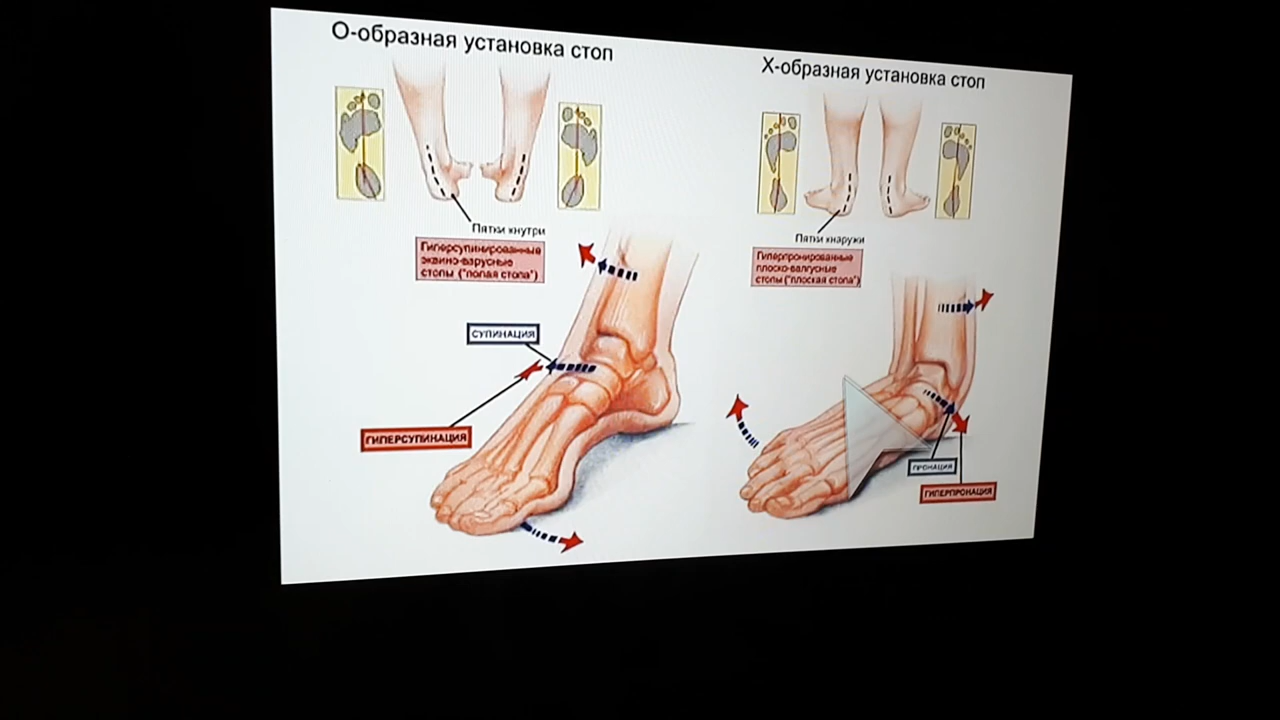 О-образная установка стоп
Х-образная установка стоп
Пятки кнутри
Гиперсупинированные
эквино-варусные
стопы ("полая стопа")
СУПИНАЦИЯ
ГИПЕРСУПИНАЦИЯ
Пятки кнаружи
Гиперпронированные
плоско-валгусные
стопы ("плоская стопа")
ПРОНАЦИЯ
ГИПЕРПРОНАЦИЯ